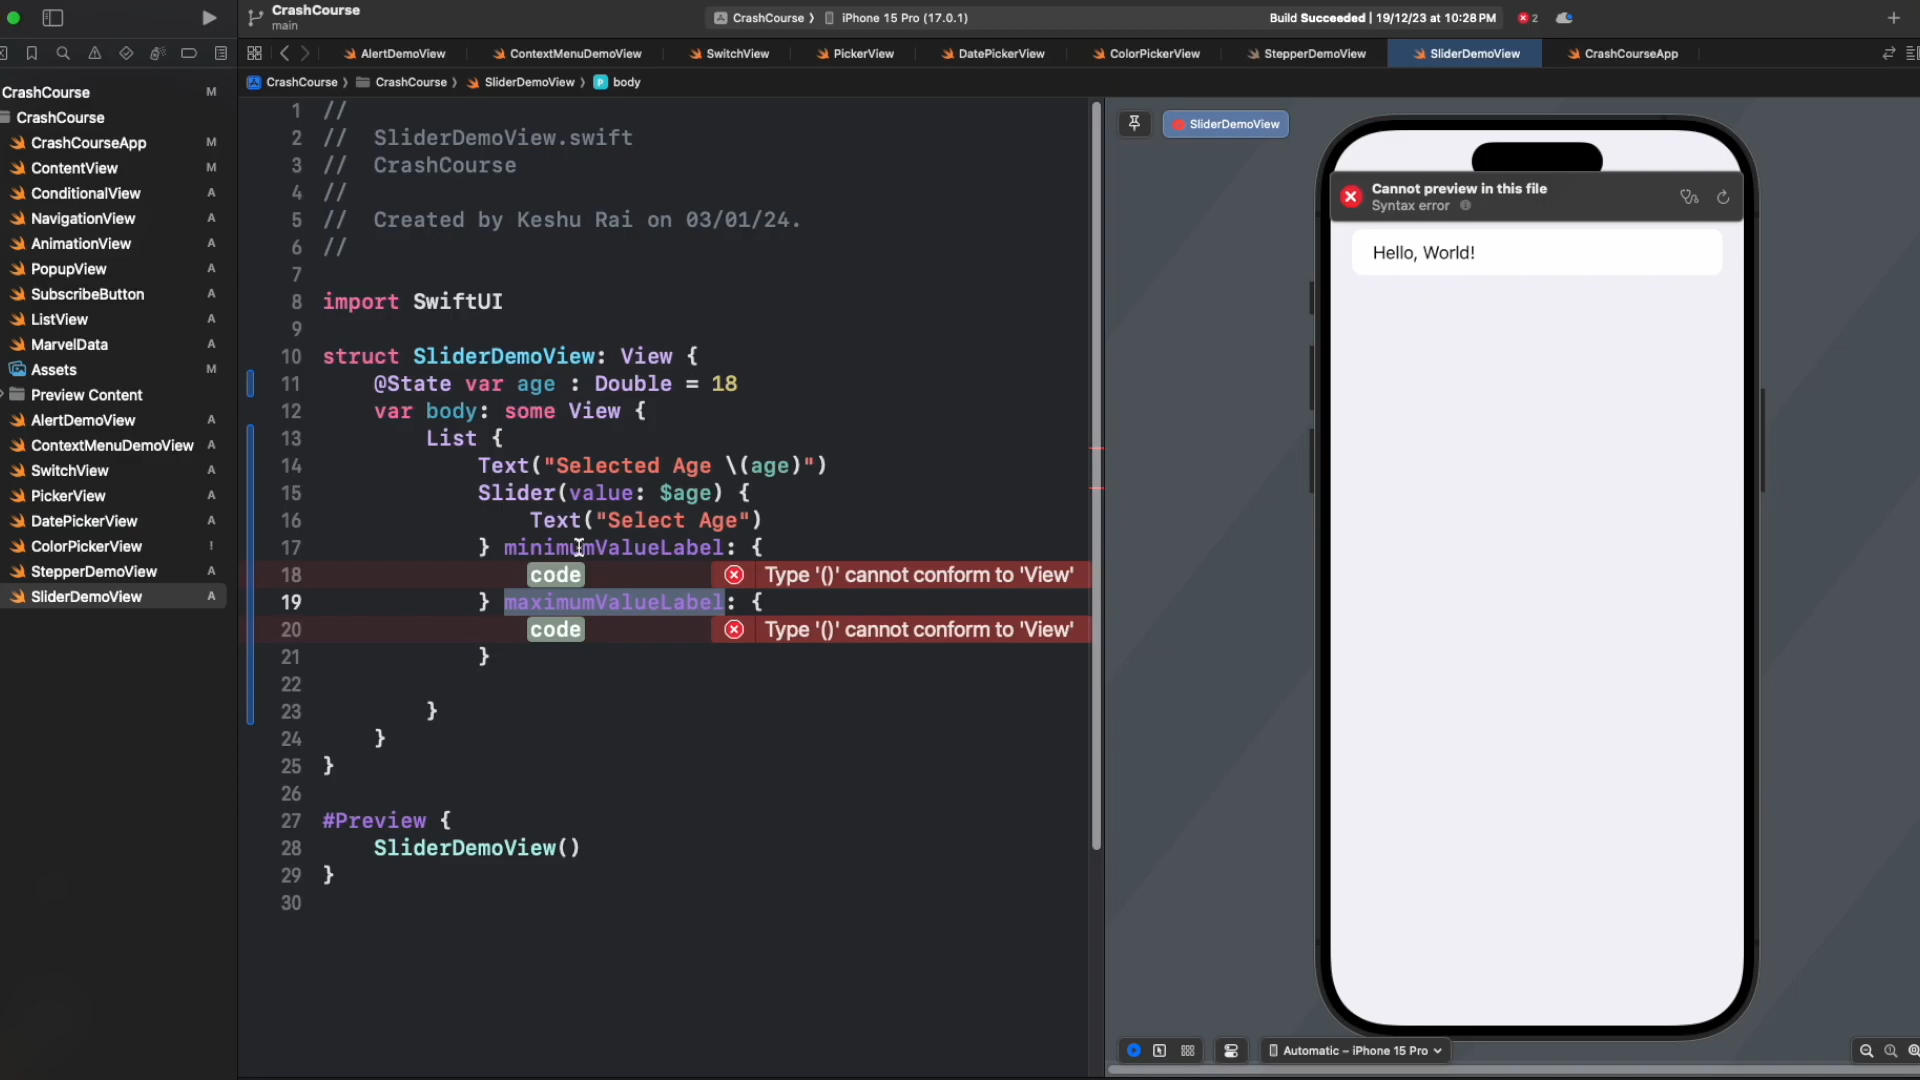 CrashCourse
main
CrashCourse
iPhone 15 Pro (17.0.1)
Build Succeeded | 19/12/23 at 10:28 PM
2
AlertDemoView
ContextMenuDemoView
SwitchView
PickerView
DatePickerView
ColorPickerView
StepperDemoView
SliderDemoView
CrashCourseApp
CrashCourse
CrashCourse
SliderDemoView
P body
CrashCourse M
CrashCourse
CrashCourseApp M
ContentView M
ConditionalView A
NavigationView A
AnimationView A
PopupView A
SubscribeButton A
ListView A
MarvelData A
Assets M
Preview Content
AlertDemoView A
ContextMenuDemoView A
SwitchView A
PickerView A
DatePickerView A
ColorPickerView !
StepperDemoView A
SliderDemoView A
1 //
2 //  SliderDemoView.swift
3 //  CrashCourse
4 //
5 //  Created by Keshu Rai on 03/01/24.
6 //
7
8 import SwiftUI
9
10 struct SliderDemoView: View {
11     @State var age : Double = 18
12     var body: some View {
13         List {
14             Text("Selected Age \(age)")
15             Slider(value: $age) {
16                 Text("Select Age")
17             } minimumValueLabel: {
18                 code Type '()' cannot conform to 'View'
19             } maximumValueLabel: {
20                 code Type '()' cannot conform to 'View'
21             }
22
23         }
24     }
25 }
26
27 #Preview {
28     SliderDemoView()
29 }
30
SliderDemoView
Cannot preview in this file
Syntax error
Hello, World!
Automatic – iPhone 15 Pro